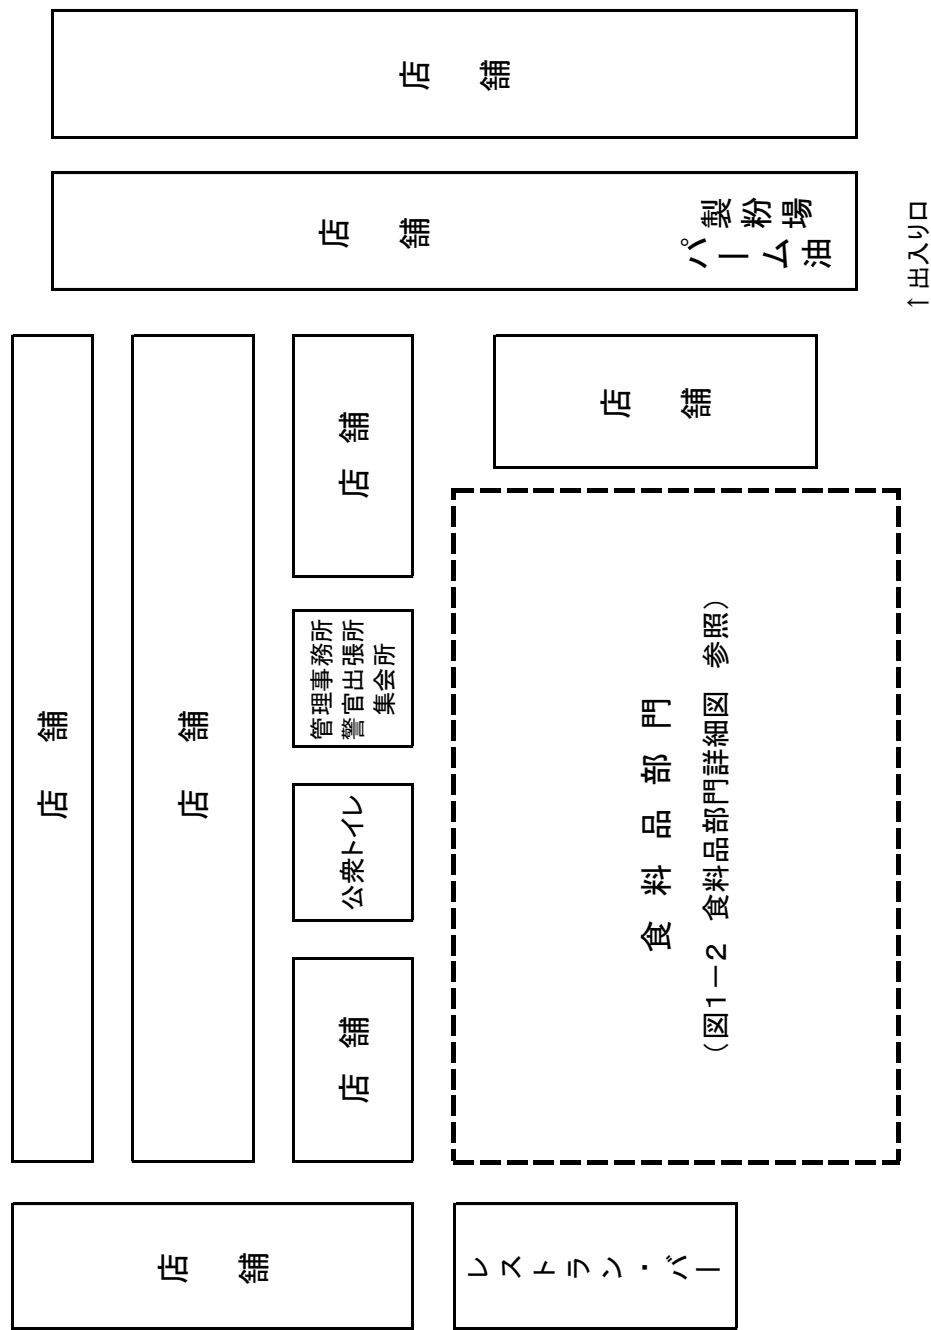 店舗
店舗
製粉場
パーム油
↑出入り口
店舗
店舗
店舗
店舗
管理事務所
警官出張所
集会所
公衆トイレ
店舗
食料品部門
(図1－2 食料品部門詳細図 参照)
店舗
レストラン・バー